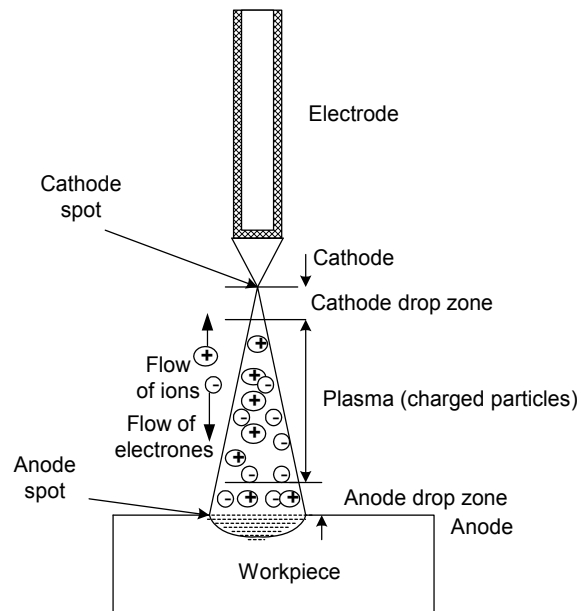 Electrode
Cathode
spot
Cathode
Cathode drop zone
+
Flow
of ions
-
Flow of
electrones
+
+
-
+
-
-
+
-
+
-
-
Plasma (charged particles)
Anode
spot
-
+
-
+
Anode drop zone
Anode
Workpiece